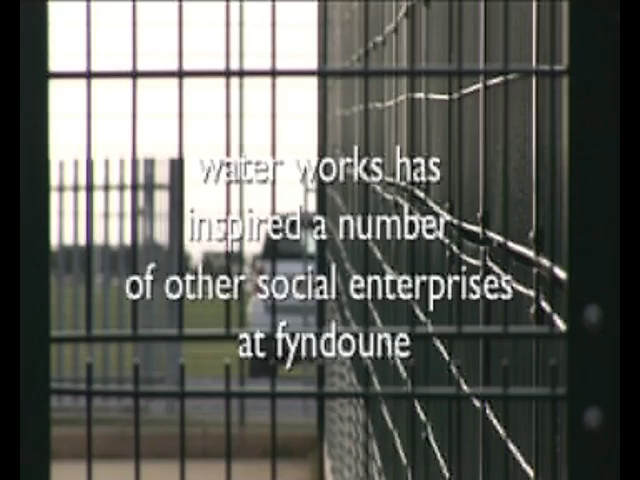 water works has
inspired a number
of other social enterprises
at fyndoune